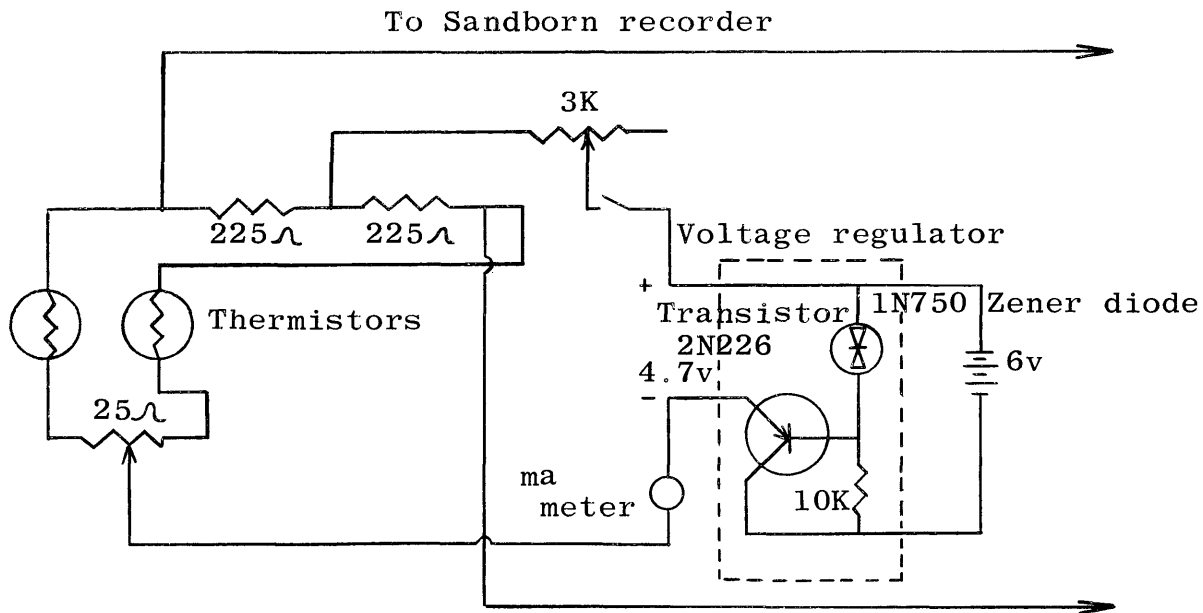 To Sandborn recorder
3K
225Ω 225Ω
Voltage regulator
+
Transistor 1N750 Zener diode
Thermistors
2N226
6v
4.7v
-
25Ω
ma
meter
10K